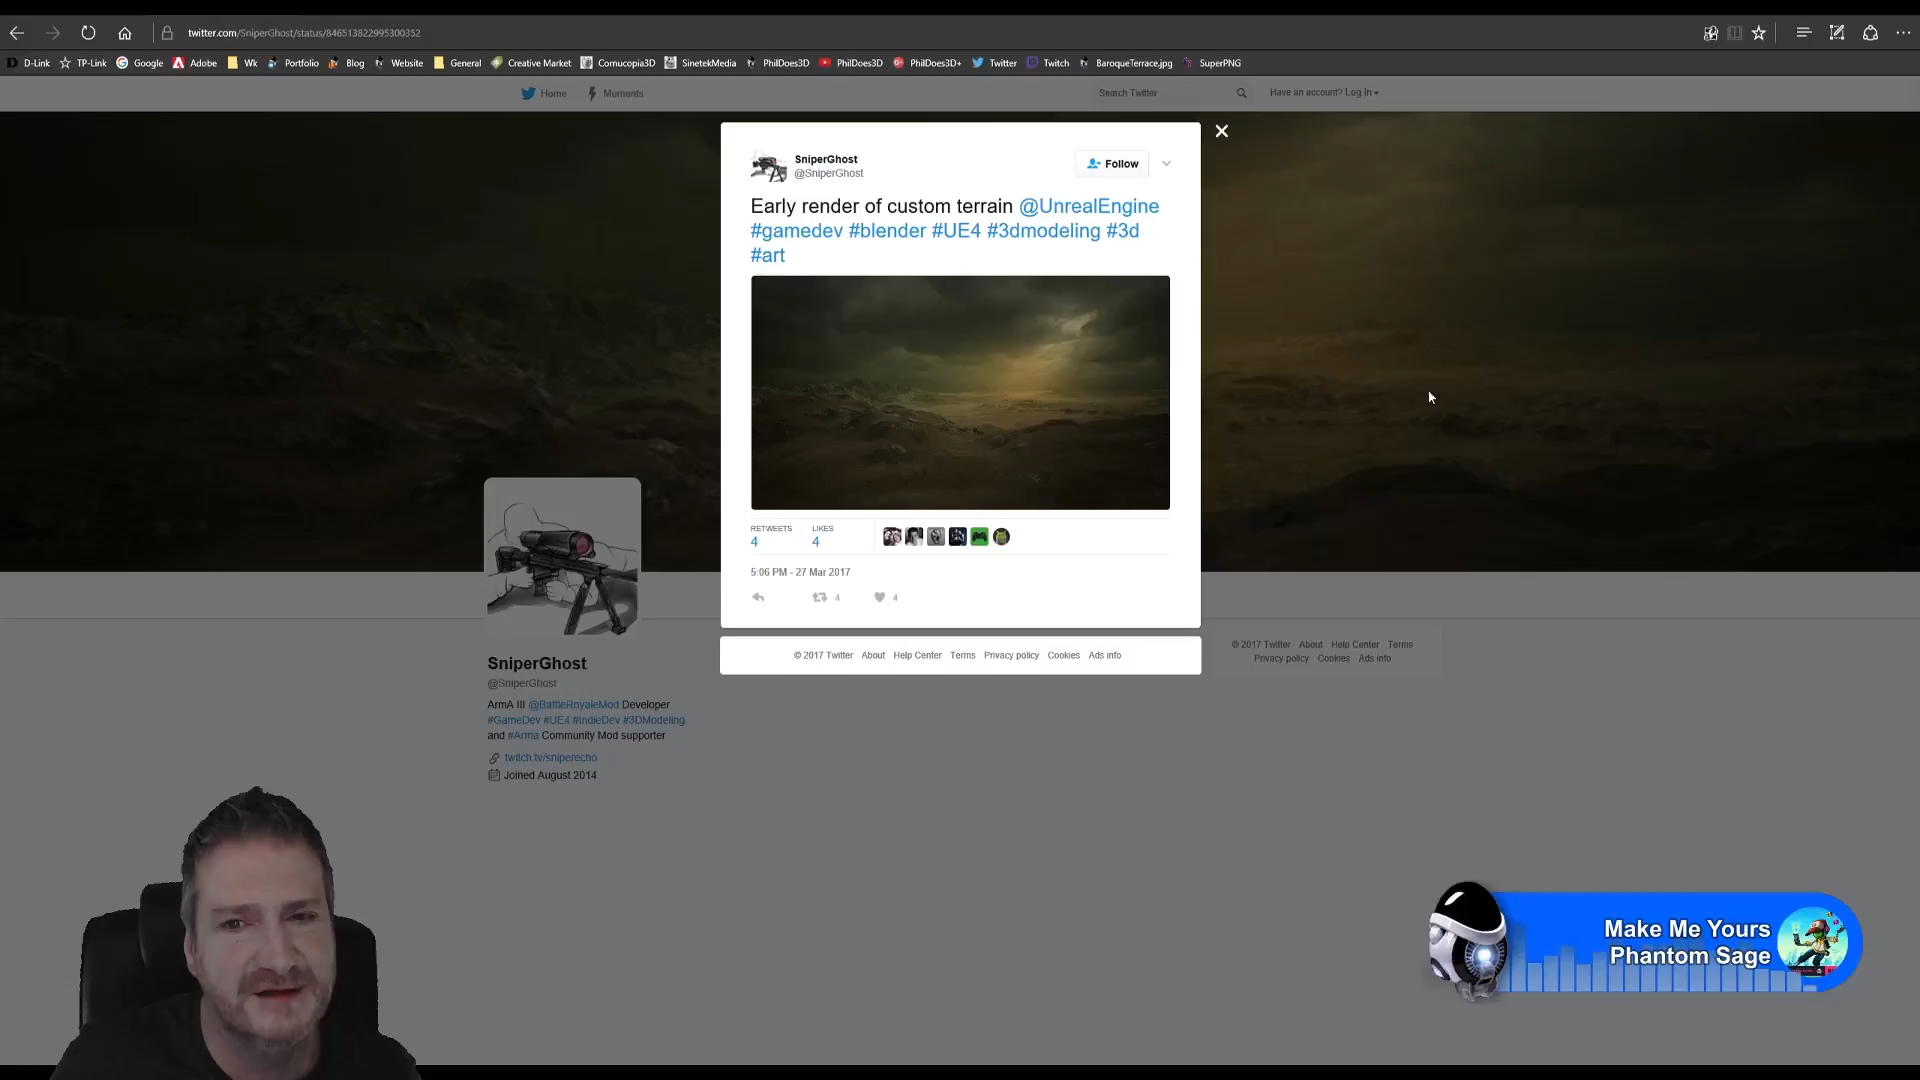 twitter.com/SniperGhost/status/846513822995300352
D-Link TP-Link Google Adobe Wk Portfolio Blog Website General Creative Market Cornucopia3D SinetekMedia PhilDoes3D PhilDoes3D PhilDoes3D+ Twitter Twitch BaroqueTerrace.jpg SuperPNG
Home Moments Search Twitter Have an account? Log In
SniperGhost
@SniperGhost
Follow
Early render of custom terrain @UnrealEngine
#gamedev #blender #UE4 #3dmodeling #3d
#art
RETWEETS LIKES
4 4
5:06 PM - 27 Mar 2017
4 4
© 2017 Twitter About Help Center Terms Privacy policy Cookies Ads info
© 2017 Twitter About Help Center Terms
Privacy policy Cookies Ads info
SniperGhost
@SniperGhost
ArmA III @BattleRoyaleMod Developer
#GameDev #UE4 #IndieDev #3DModeling
and #Arma Community Mod supporter
twitch.tv/sniperecho
Joined August 2014
Make Me Yours
Phantom Sage